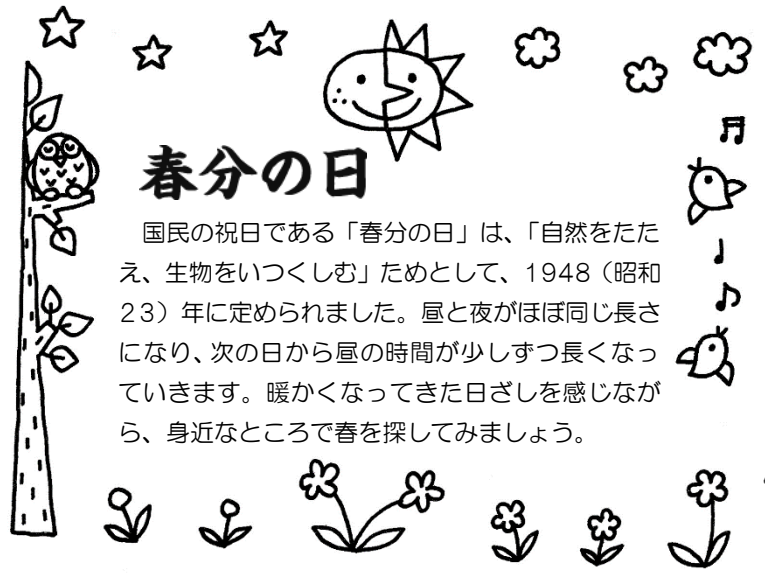 春分の日
　国民の祝日である「春分の日」は、「自然をたた
え、生物をいつくしむ」ためとして、1948（昭和
２３）年に定められました。昼と夜がほぼ同じ長さ
になり、次の日から昼の時間が少しずつ長くなっ
ていきます。暖かくなってきた日ざしを感じなが
ら、身近なところで春を探してみましょう。